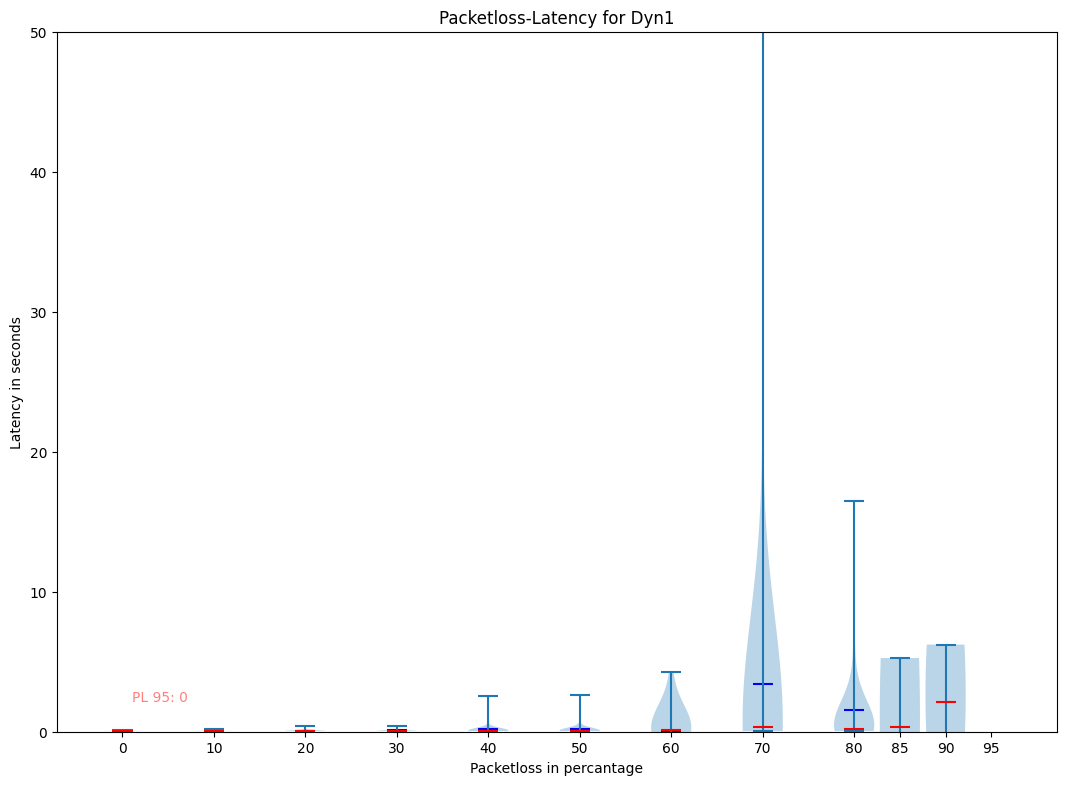 Packetloss-Latency for Dyn1
50
40
30
20
10
0
Latency in seconds
PL 95: 0
0 10 20 30 40 50 60 70 80 85 90 95
Packetloss in percantage